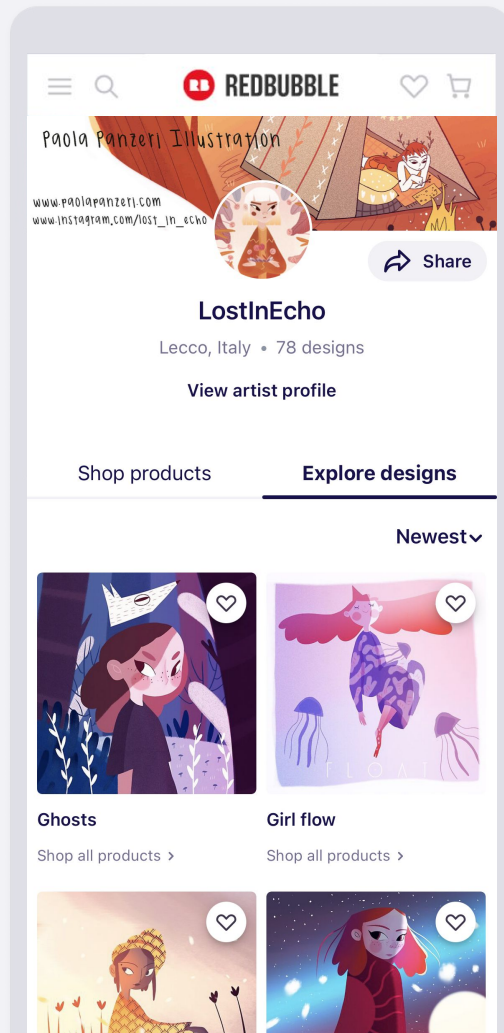 RB REDBUBBLE
Paola Panzeri Illustration
www.paolapanzeri.com
www.instagram.com/lost_in_echo
Share
LostInEcho
Lecco, Italy • 78 designs
View artist profile
Shop products
Explore designs
Newest
FLOAT
Ghosts
Girl flow
Shop all products >
Shop all products >